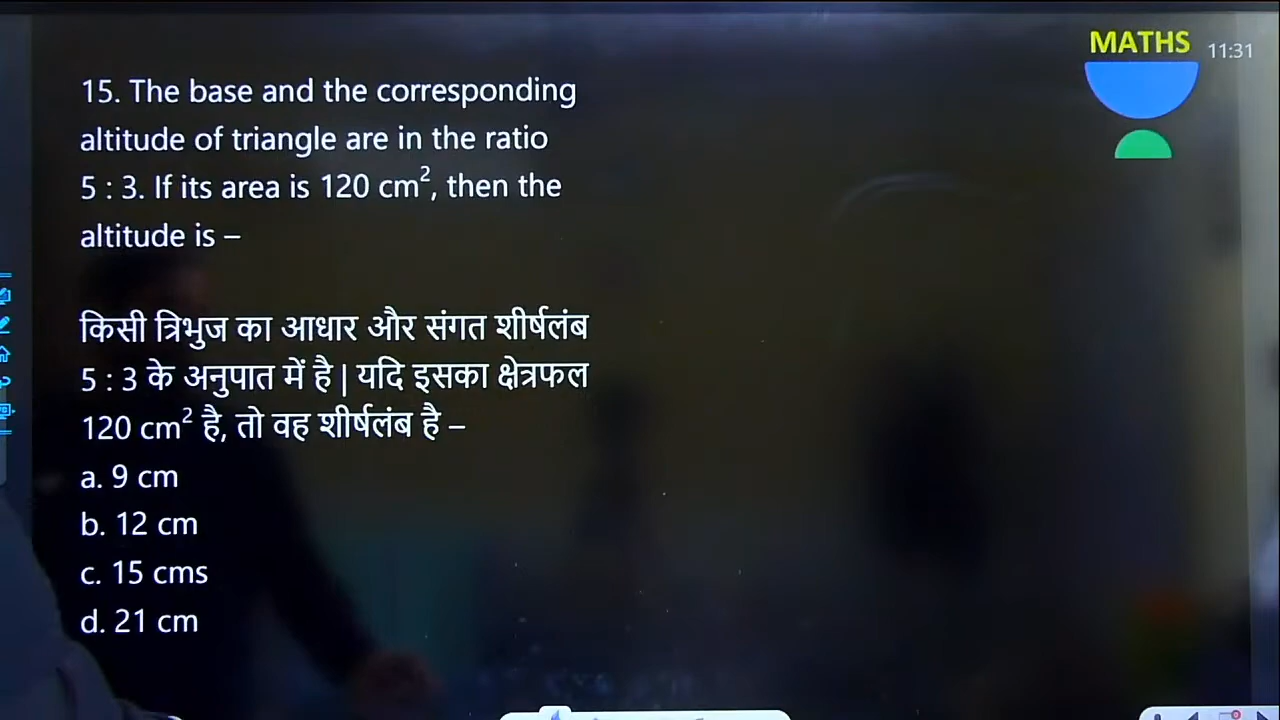 MATHS
11:31
15. The base and the corresponding
altitude of triangle are in the ratio
5 : 3. If its area is 120 cm², then the
altitude is –
किसी त्रिभुज का आधार और संगत शीर्षलंब
5 : 3 के अनुपात में है | यदि इसका क्षेत्रफल
120 cm² है, तो वह शीर्षलंब है –
a. 9 cm
b. 12 cm
c. 15 cms
d. 21 cm